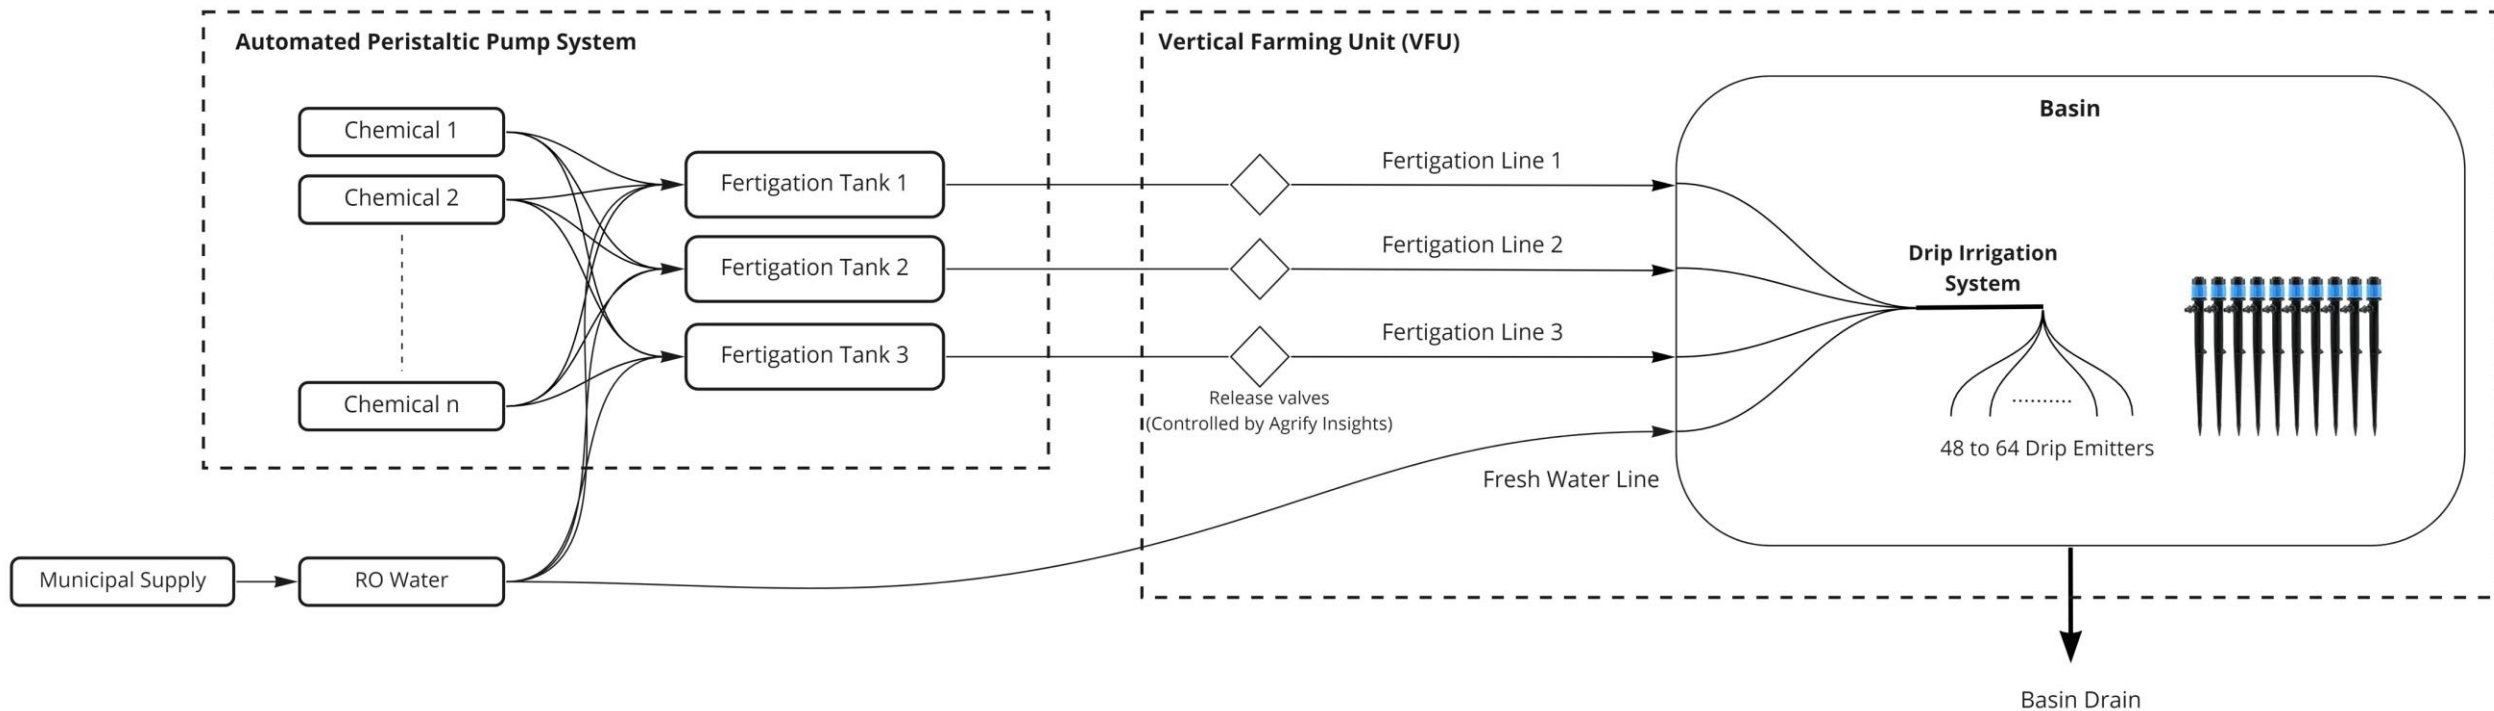 Automated Peristaltic Pump System
Chemical 1
Chemical 2
Chemical n
Fertigation Tank 1
Fertigation Tank 2
Fertigation Tank 3
Municipal Supply
RO Water
Vertical Farming Unit (VFU)
Fertigation Line 1
Fertigation Line 2
Fertigation Line 3
Release valves
(Controlled by Agrify Insights)
Fresh Water Line
Basin
Drip Irrigation
System
48 to 64 Drip Emitters
Basin Drain